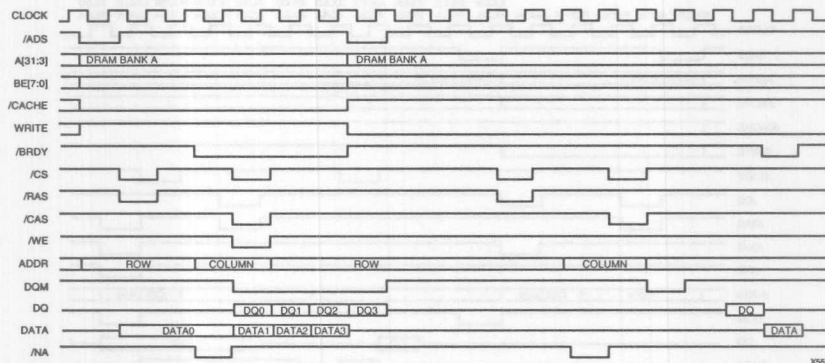 CLOCK
/ADS
A[31:3] DRAM BANK A DRAM BANK A
BE[7:0]
/CACHE
WRITE
/BRDY
/CS
/RAS
/CAS
/WE
ADDR ROW COLUMN ROW COLUMN
DQM
DQ DQ0 DQ1 DQ2 DQ3 DQ
DATA DATA0 DATA1 DATA2 DATA3 DATA
/NA